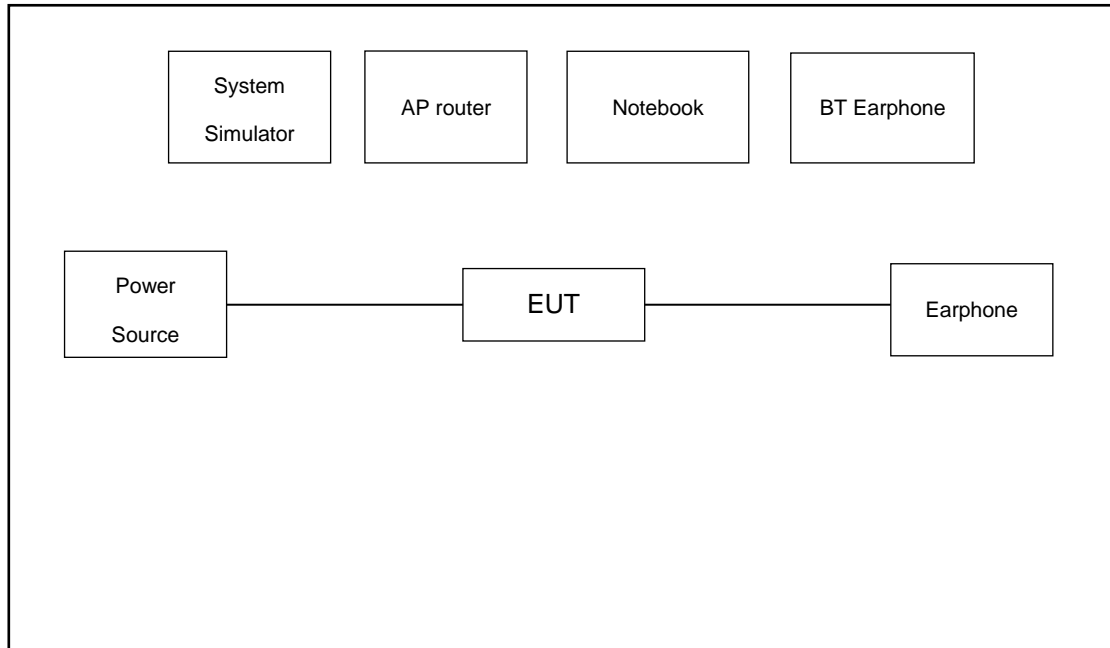 System
Simulator
AP router
Notebook
BT Earphone
Power
Source
EUT
Earphone